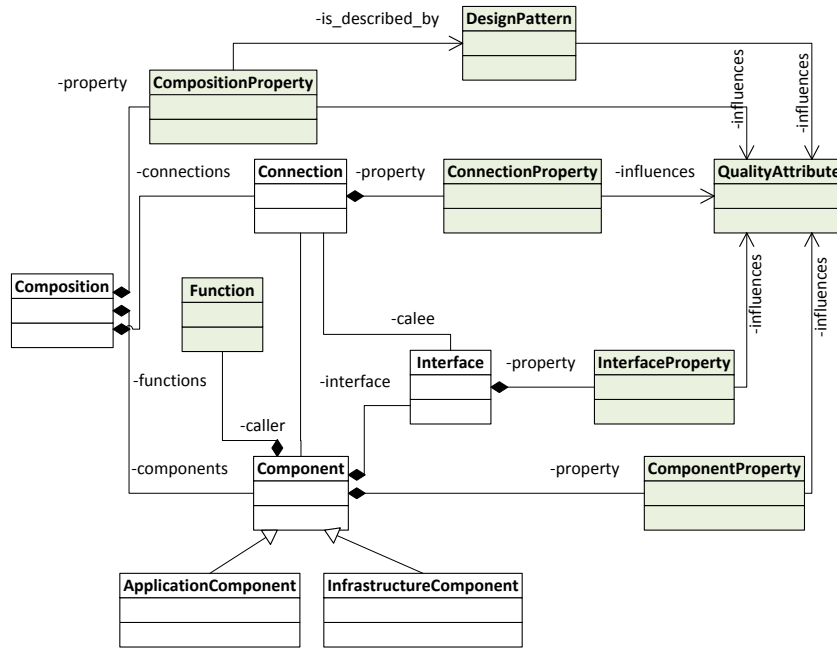 -is_described_by
DesignPattern
-property
CompositionProperty
-influences
-influences
-connections
Connection
-property
ConnectionProperty
-influences
QualityAttribute
Composition
Function
-calee
-influences
-influences
-functions
-interface
Interface
-property
InterfaceProperty
-caller
-components
Component
-property
ComponentProperty
ApplicationComponent
InfrastructureComponent